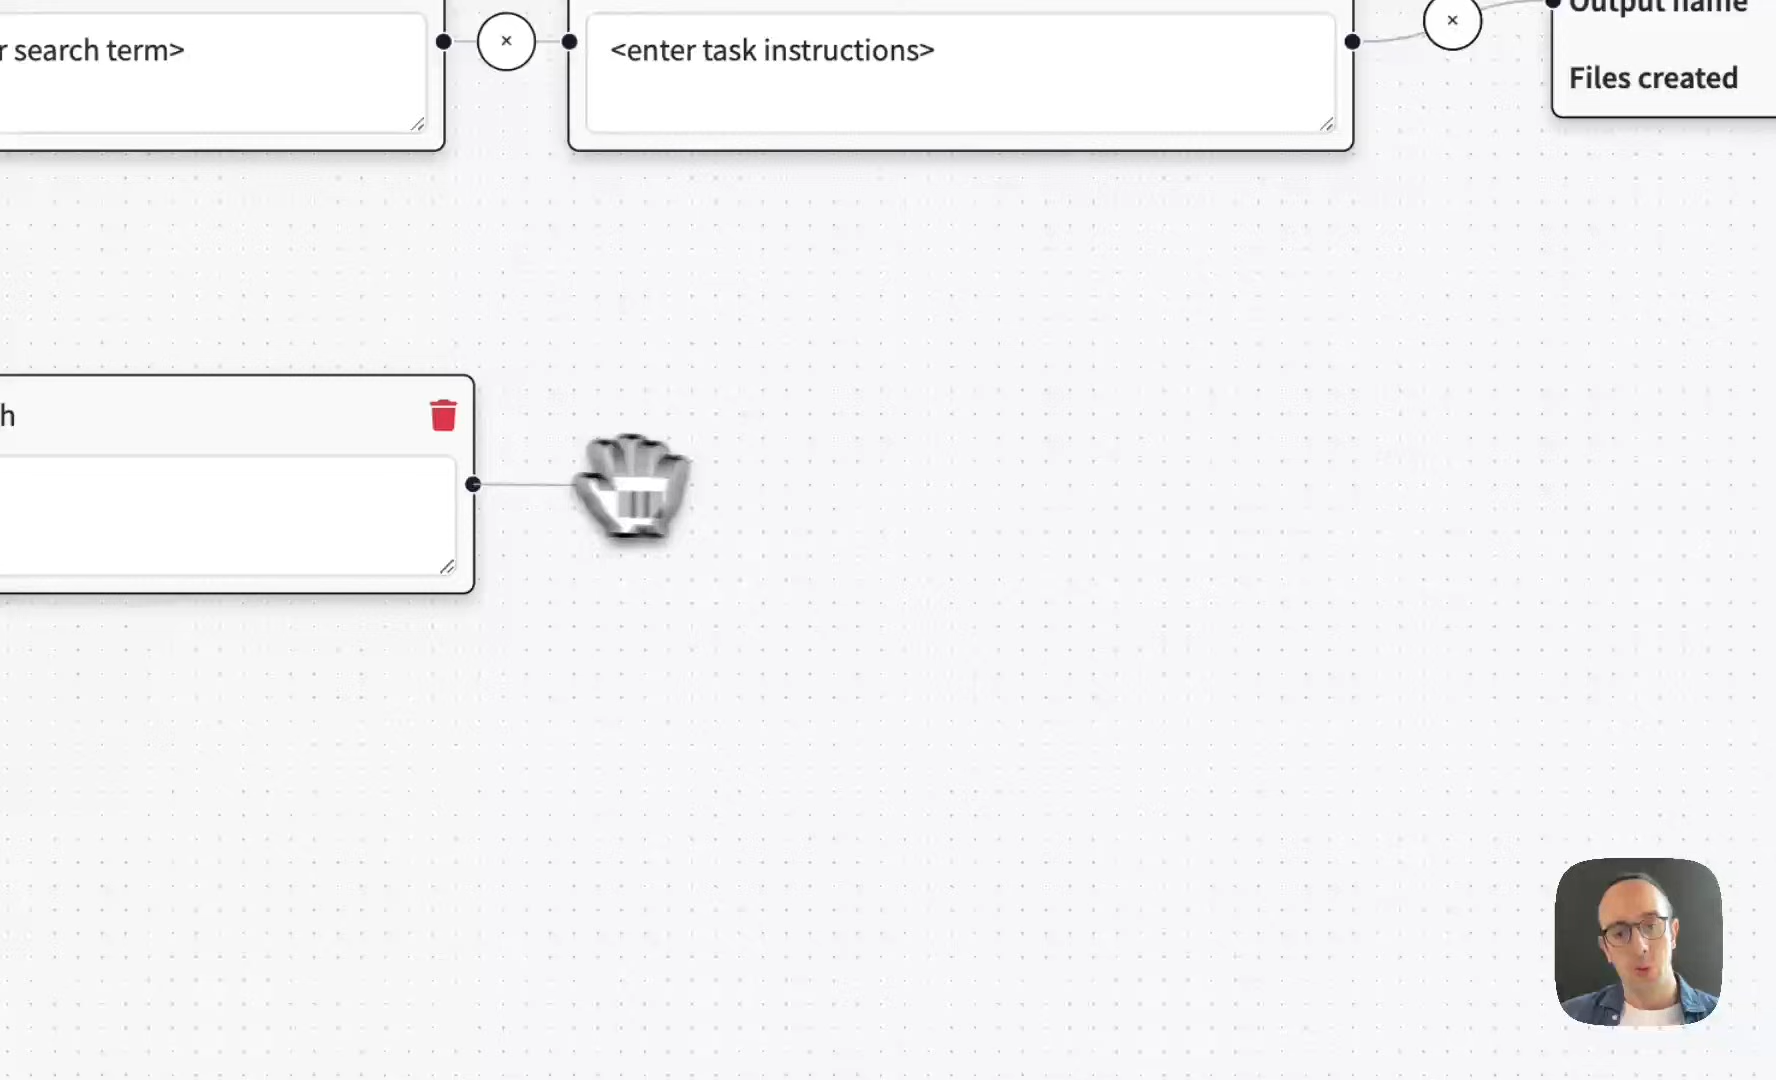 r search term>
×
<enter task instructions>
×
Output name
Files created
h